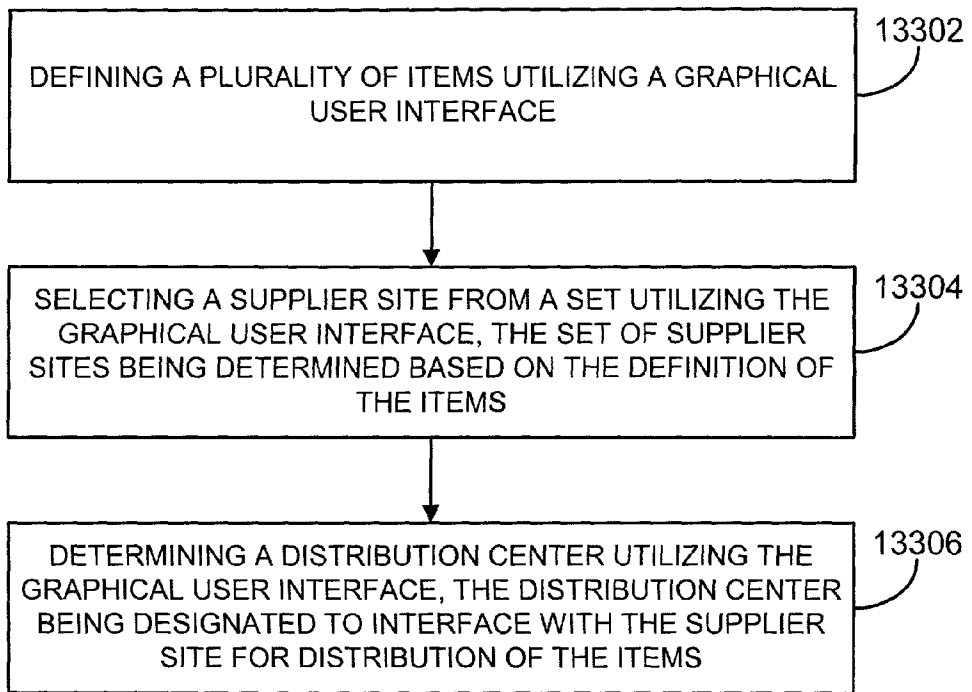 13302
DEFINING A PLURALITY OF ITEMS UTILIZING A GRAPHICAL
USER INTERFACE
13304
SELECTING A SUPPLIER SITE FROM A SET UTILIZING THE
GRAPHICAL USER INTERFACE, THE SET OF SUPPLIER
SITES BEING DETERMINED BASED ON THE DEFINITION OF
THE ITEMS
13306
DETERMINING A DISTRIBUTION CENTER UTILIZING THE
GRAPHICAL USER INTERFACE, THE DISTRIBUTION CENTER
BEING DESIGNATED TO INTERFACE WITH THE SUPPLIER
SITE FOR DISTRIBUTION OF THE ITEMS